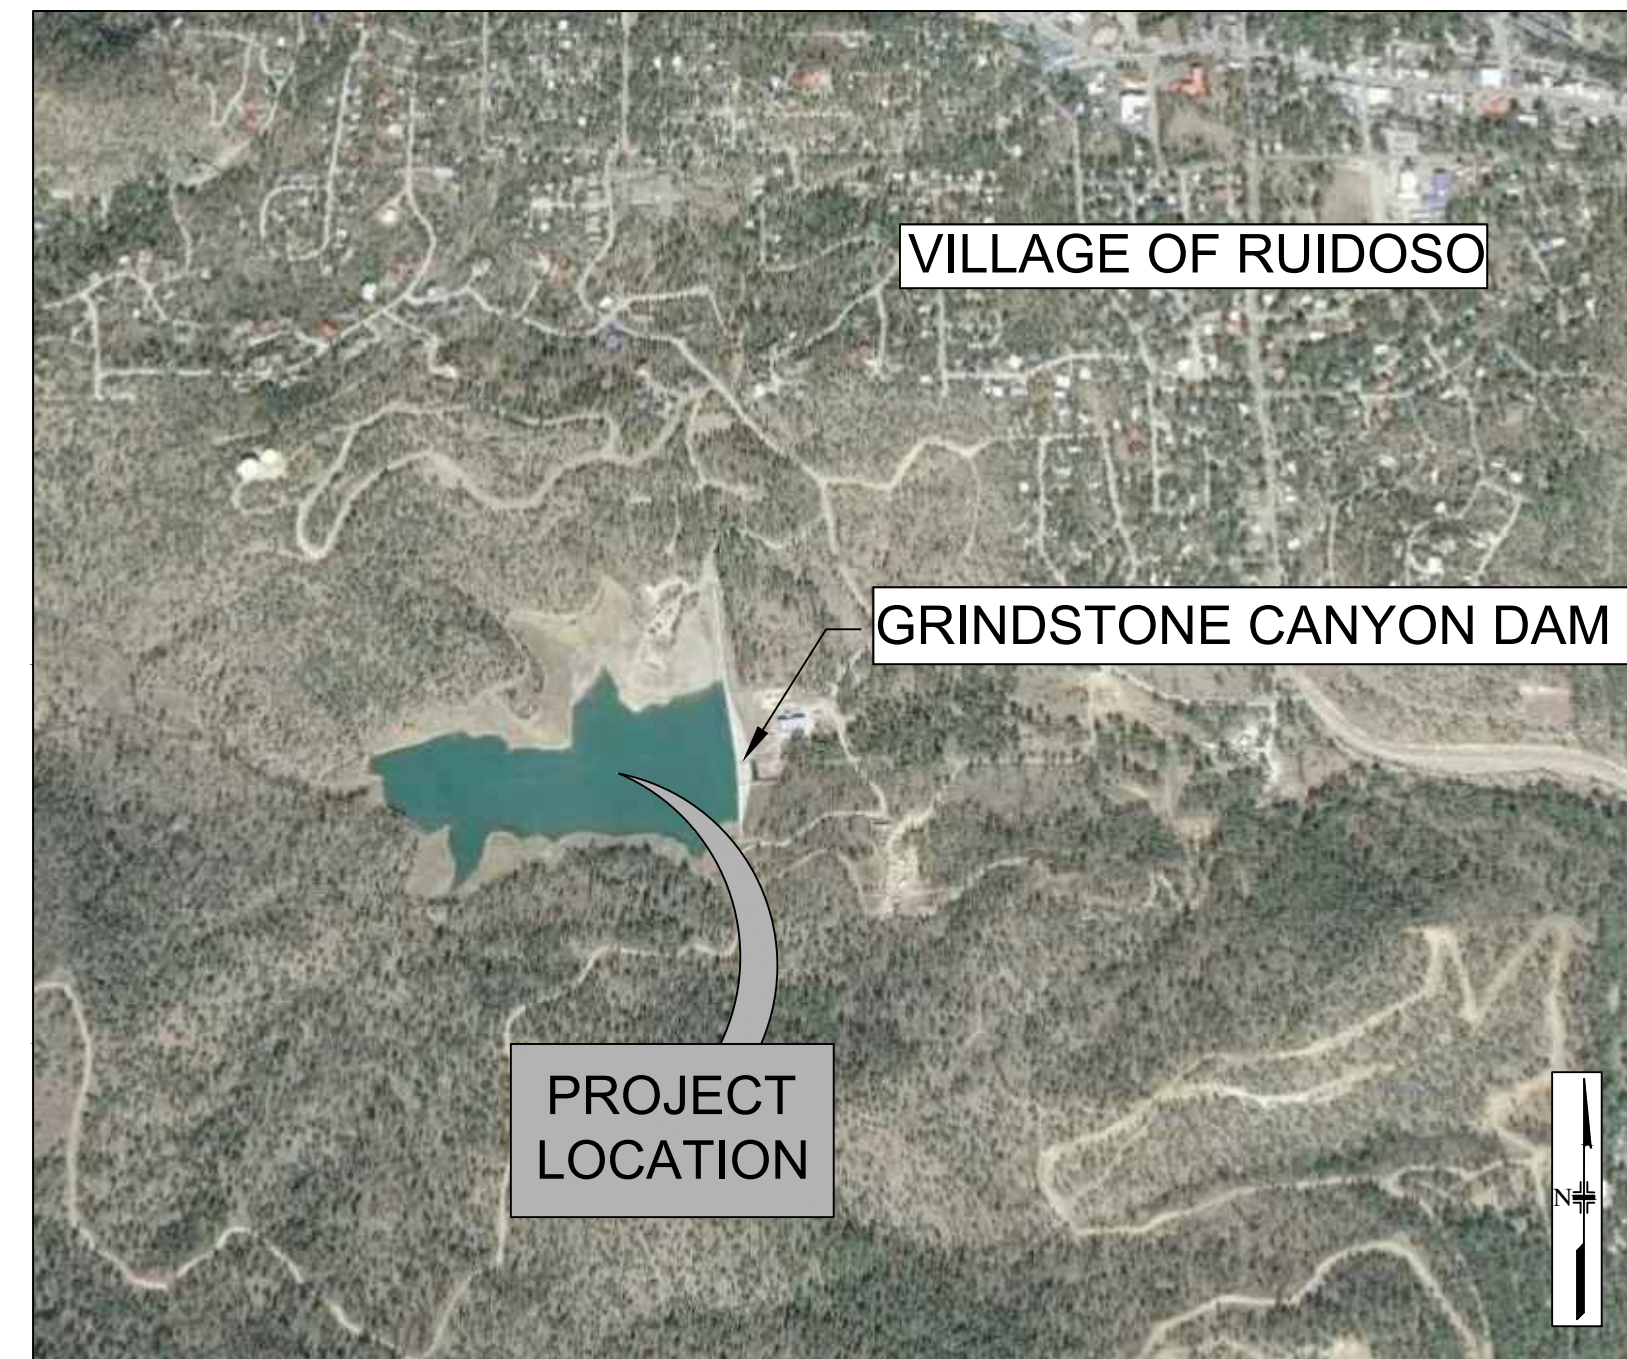 VILLAGE OF RUIDOSO
GRINDSTONE CANYON DAM
PROJECT
LOCATION
N